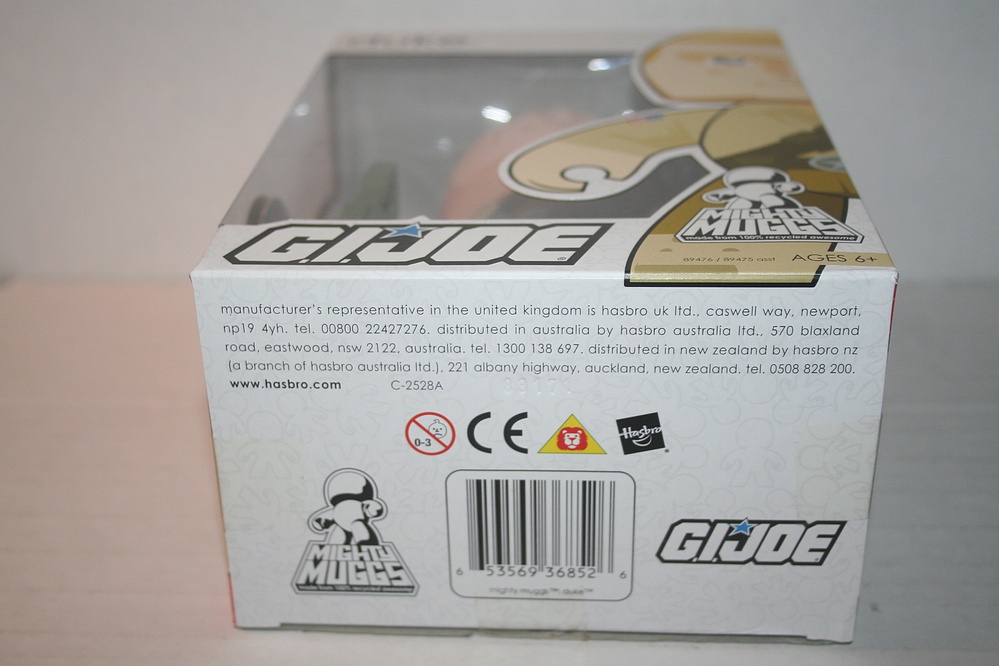 G.I.JOE®
MIGHTY
MUGGS
made from 100% recycled awesome
89476 / 89475 asst
AGES 6+
manufacturer's representative in the united kingdom is hasbro uk ltd., caswell way, newport,
np19 4yh. tel. 00800 22427276. distributed in australia by hasbro australia ltd., 570 blaxland
road, eastwood, nsw 2122, australia. tel. 1300 138 697. distributed in new zealand by hasbro nz
(a branch of hasbro australia ltd.), 221 albany highway, auckland, new zealand. tel. 0508 828 200.
www.hasbro.com C-2528A
0-3 CE Hasbro®
MIGHTY
MUGGS
made from 100% recycled awesome
6 53569 36852 6
mighty muggs™ duke™
G.I.JOE